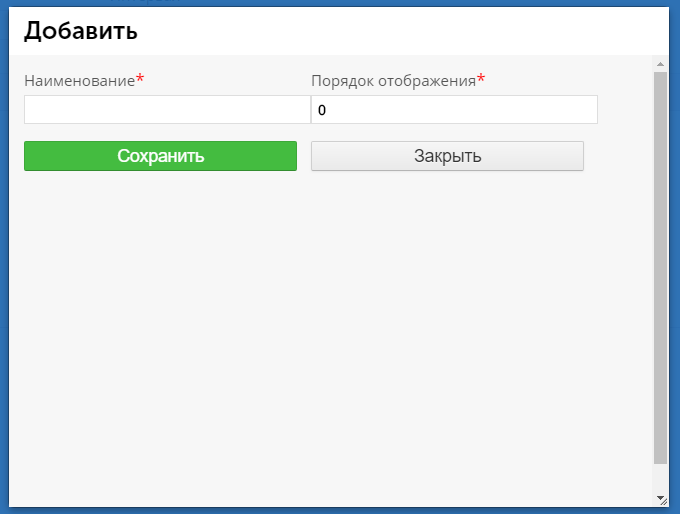 Добавить
Наименование* Порядок отображения*
0
Сохранить Закрыть